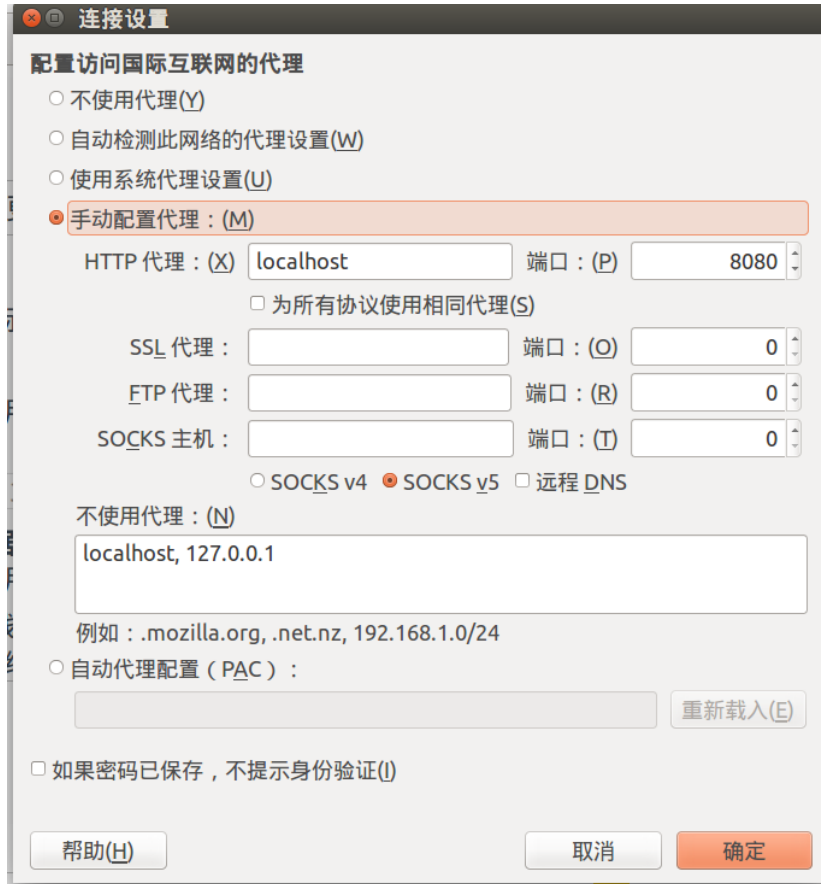 连接设置
配置访问国际互联网的代理
不使用代理(Y)
自动检测此网络的代理设置(W)
使用系统代理设置(U)
手动配置代理：(M)
HTTP 代理：(X) localhost 端口：(P) 8080
为所有协议使用相同代理(S)
SSL 代理： 端口：(O) 0
FTP 代理： 端口：(R) 0
SOCKS 主机： 端口：(T) 0
SOCKS v4 SOCKS v5 远程 DNS
不使用代理：(N)
localhost, 127.0.0.1
例如：.mozilla.org, .net.nz, 192.168.1.0/24
自动代理配置（PAC）：
重新载入(E)
如果密码已保存，不提示身份验证(I)
帮助(H) 取消 确定